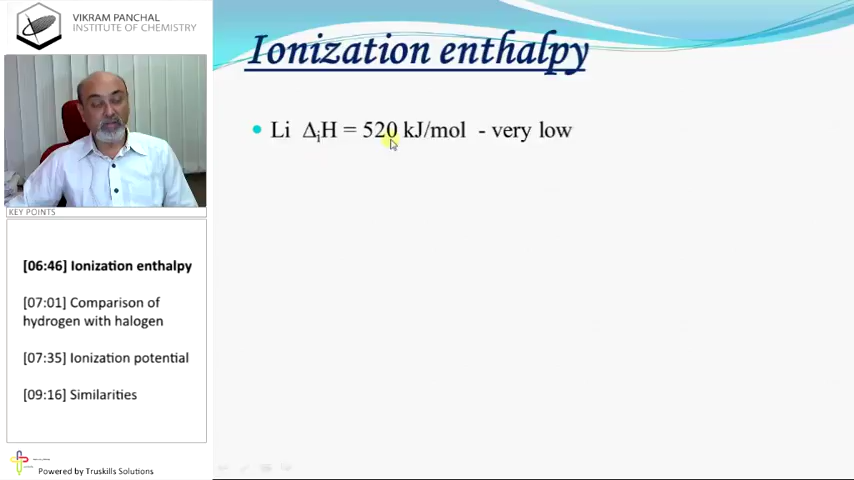 VIKRAM PANCHAL
INSTITUTE OF CHEMISTRY
Ionization enthalpy
• Li ΔᵢH = 520 kJ/mol - very low
KEY POINTS
[06:46] Ionization enthalpy
[07:01] Comparison of
hydrogen with halogen
[07:35] Ionization potential
[09:16] Similarities
Powered by Truskills Solutions